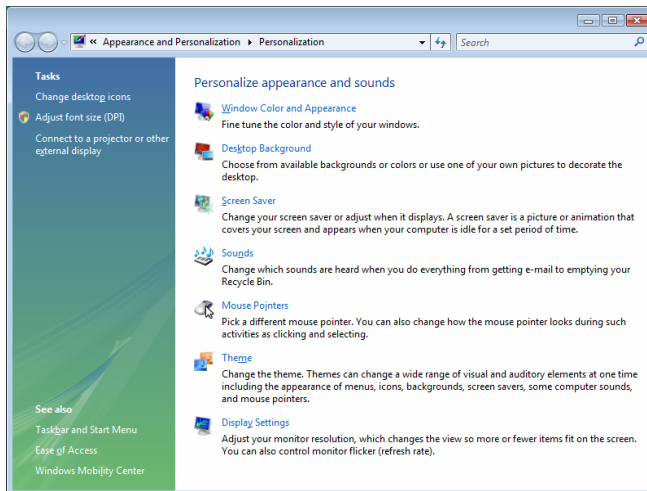 « Appearance and Personalization ▸ Personalization
Search
Tasks
Change desktop icons
Adjust font size (DPI)
Connect to a projector or other
external display
See also
Taskbar and Start Menu
Ease of Access
Windows Mobility Center
Personalize appearance and sounds
Window Color and Appearance
Fine tune the color and style of your windows.
Desktop Background
Choose from available backgrounds or colors or use one of your own pictures to decorate the
desktop.
Screen Saver
Change your screen saver or adjust when it displays. A screen saver is a picture or animation that
covers your screen and appears when your computer is idle for a set period of time.
Sounds
Change which sounds are heard when you do everything from getting e-mail to emptying your
Recycle Bin.
Mouse Pointers
Pick a different mouse pointer. You can also change how the mouse pointer looks during such
activities as clicking and selecting.
Theme
Change the theme. Themes can change a wide range of visual and auditory elements at one time
including the appearance of menus, icons, backgrounds, screen savers, some computer sounds,
and mouse pointers.
Display Settings
Adjust your monitor resolution, which changes the view so more or fewer items fit on the screen.
You can also control monitor flicker (refresh rate).